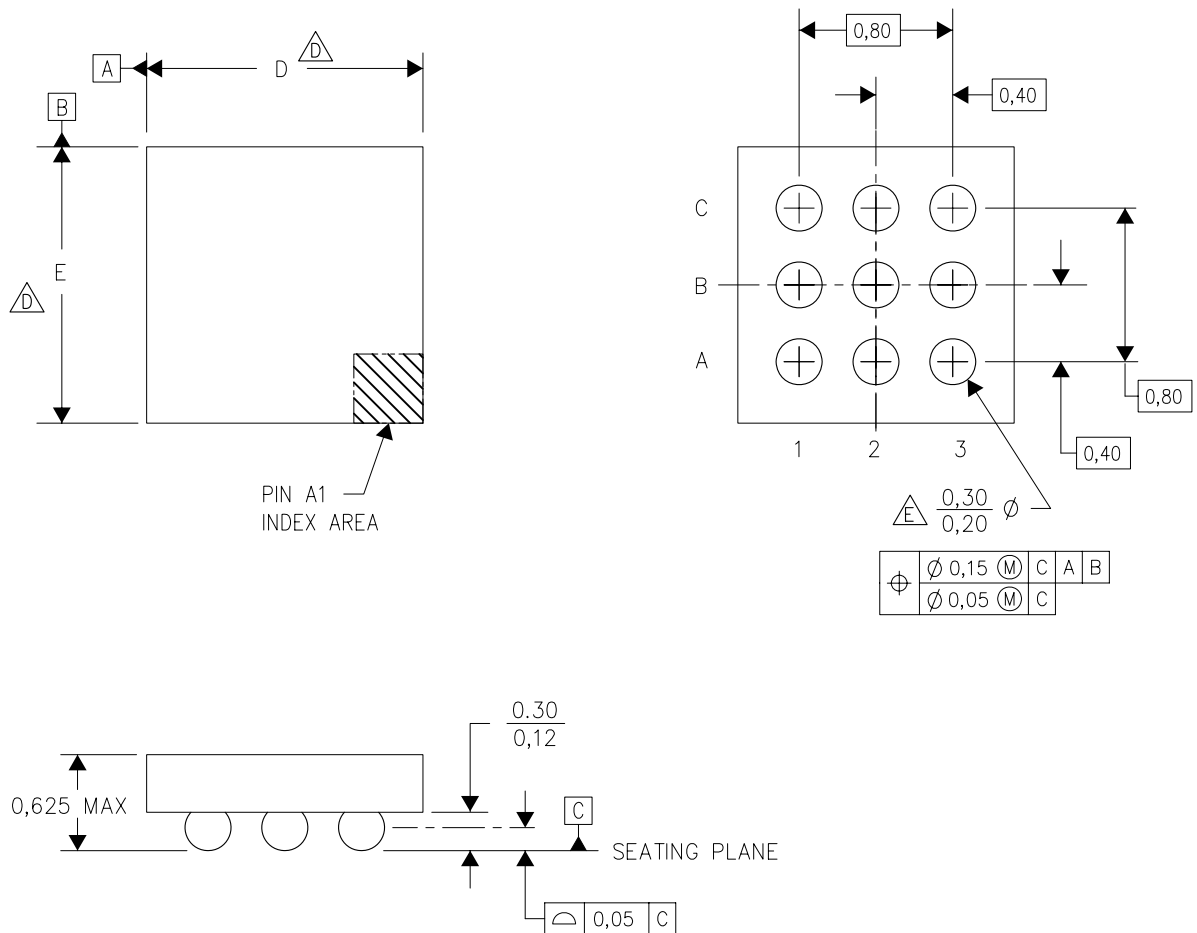 A
D
D
B
E
D
PIN A1
INDEX AREA
0,80
0,40
C
B
A
1 2 3
0,80
0,40
E 0,30
0,20 Ø
Ø 0,15 Ⓜ C A B
Ø 0,05 Ⓜ C
0.30
0,12
0,625 MAX
C
SEATING PLANE
0,05 C